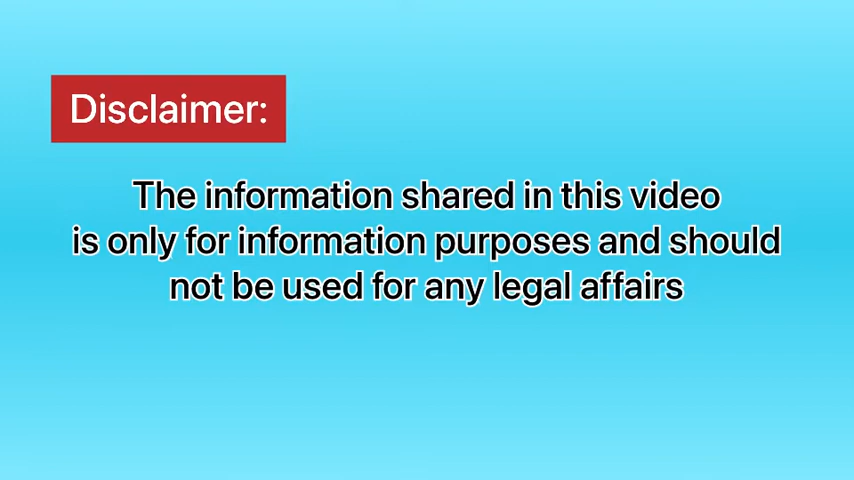 Disclaimer:
The information shared in this video
is only for information purposes and should
not be used for any legal affairs